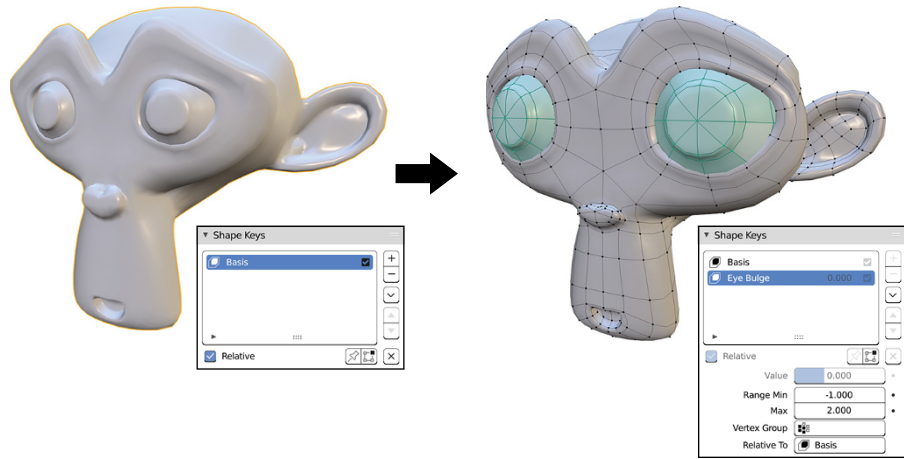 Shape Keys
Basis
Relative
Shape Keys
Basis
Eye Bulge 0.000
Relative
Value 0.000
Range Min -1.000
Max 2.000
Vertex Group
Relative To Basis